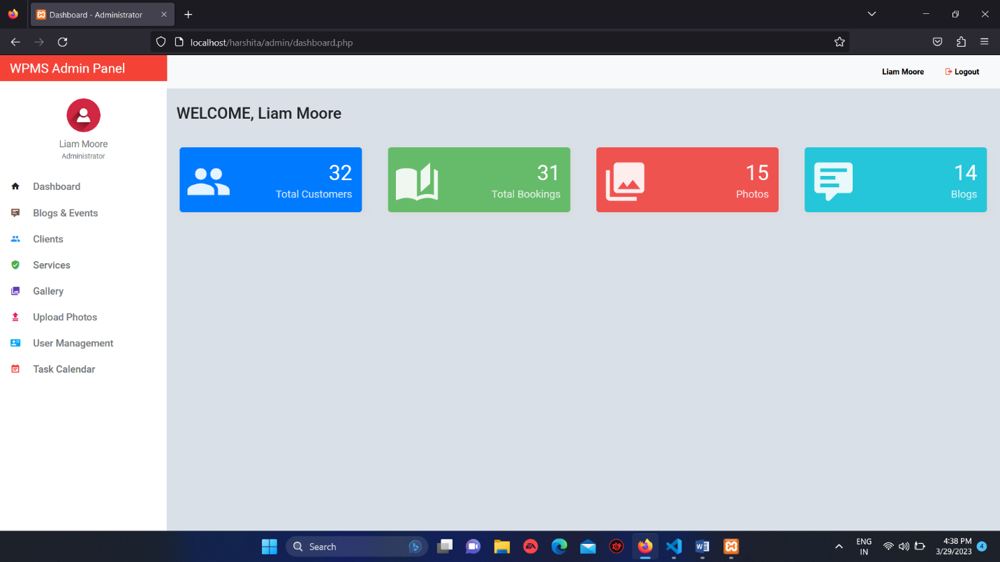 Dashboard - Administrator
localhost/harshita/admin/dashboard.php
WPMS Admin Panel
Liam Moore
Logout
Liam Moore
Administrator
Dashboard
Blogs & Events
Clients
Services
Gallery
Upload Photos
User Management
Task Calendar
WELCOME, Liam Moore
32
Total Customers
31
Total Bookings
15
Photos
14
Blogs
Search
EA
ENG
IN
4:38 PM
3/29/2023
4